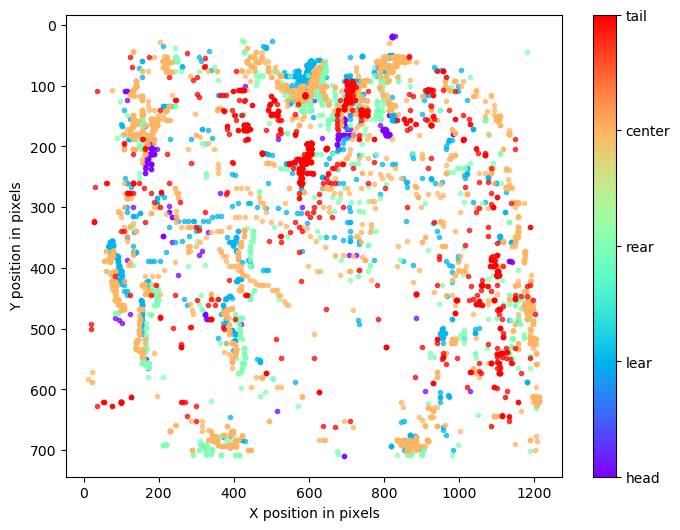 0
100
200
300
400
500
600
700
Y position in pixels
0 200 400 600 800 1000 1200
X position in pixels
tail
center
rear
lear
head